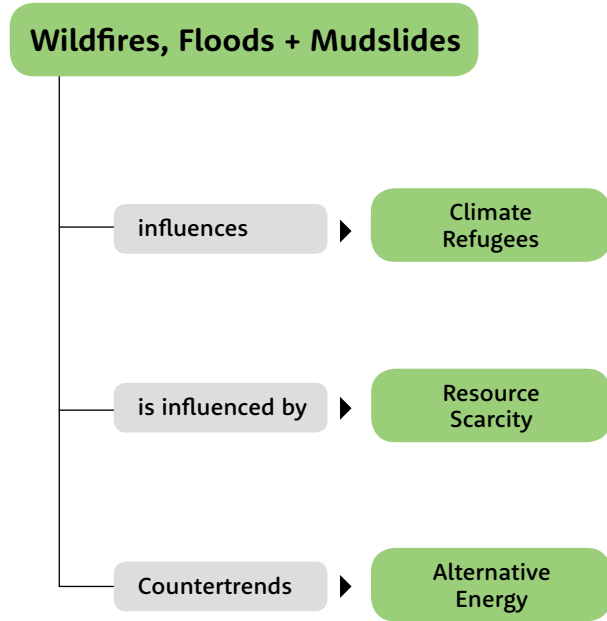 Wildfires, Floods + Mudslides
influences
Climate
Refugees
is influenced by
Resource
Scarcity
Countertrends
Alternative
Energy